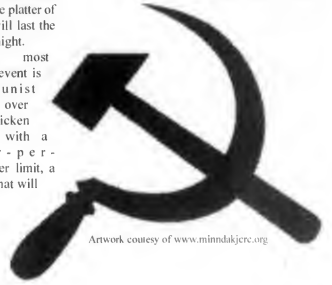 e platter of
ill last the
ight.
most
event is
unist
over
icken
with a
r - p e r -
er limit, a
hat will
Artwork coutesy of www.minndakjcrc.org